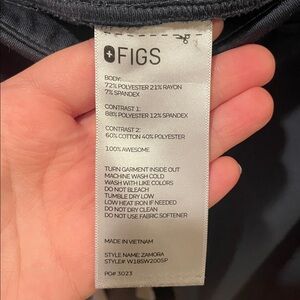 FIGS
BODY:
72% POLYESTER 21% RAYON
7% SPANDEX
CONTRAST 1:
88% POLYESTER 12% SPANDEX
CONTRAST 2:
60% COTTON 40% POLYESTER
100% AWESOME
TURN GARMENT INSIDE OUT
MACHINE WASH COLD
WASH WITH LIKE COLORS
DO NOT BLEACH
TUMBLE DRY LOW
LOW HEAT IRON IF NEEDED
DO NOT DRY CLEAN
DO NOT USE FABRIC SOFTENER
MADE IN VIETNAM
STYLE NAME: ZAMORA
STYLE# W18SW2005P
PO# 3023